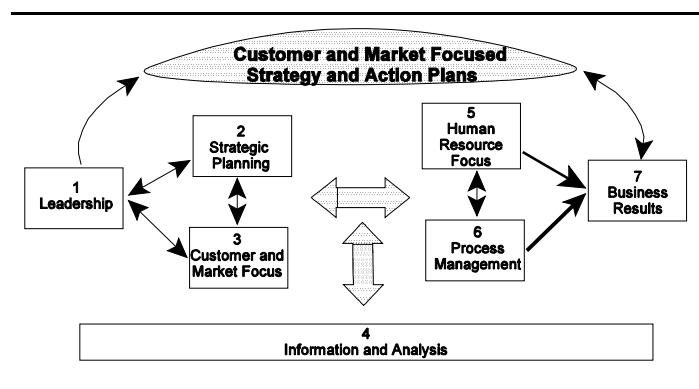 Customer and Market Focused
Strategy and Action Plans
5
Human
Resource
Focus
2
Strategic
Planning
7
Business
Results
1
Leadership
6
Process
Management
3
Customer and
Market Focus
4
Information and Analysis